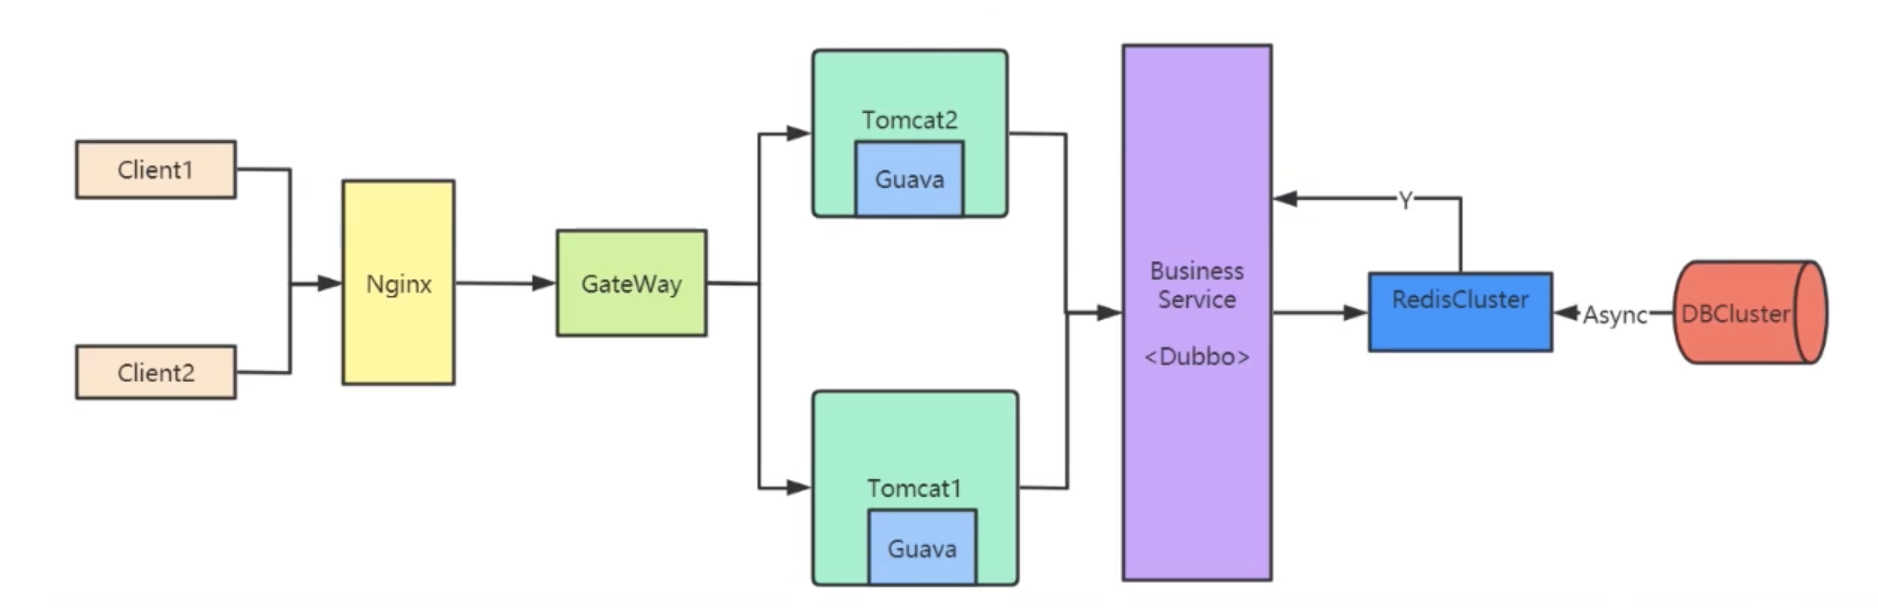 Client1
Client2
Nginx
GateWay
Tomcat2
Guava
Tomcat1
Guava
Business
Service
<Dubbo>
Y
RedisCluster
Async
DBCluster